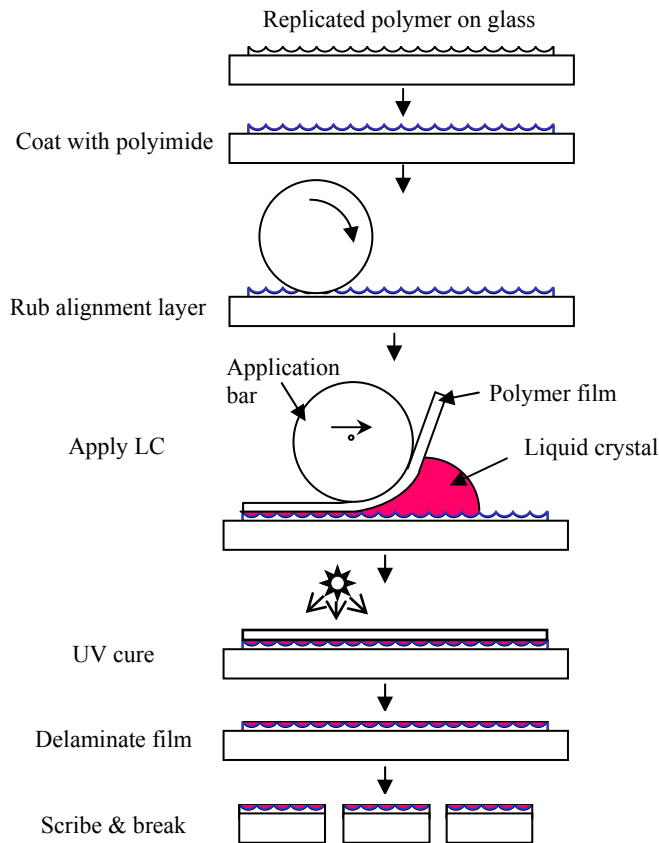 Replicated polymer on glass
Coat with polyimide
Rub alignment layer
Application
bar
Polymer film
Apply LC
Liquid crystal
UV cure
Delaminate film
Scribe & break